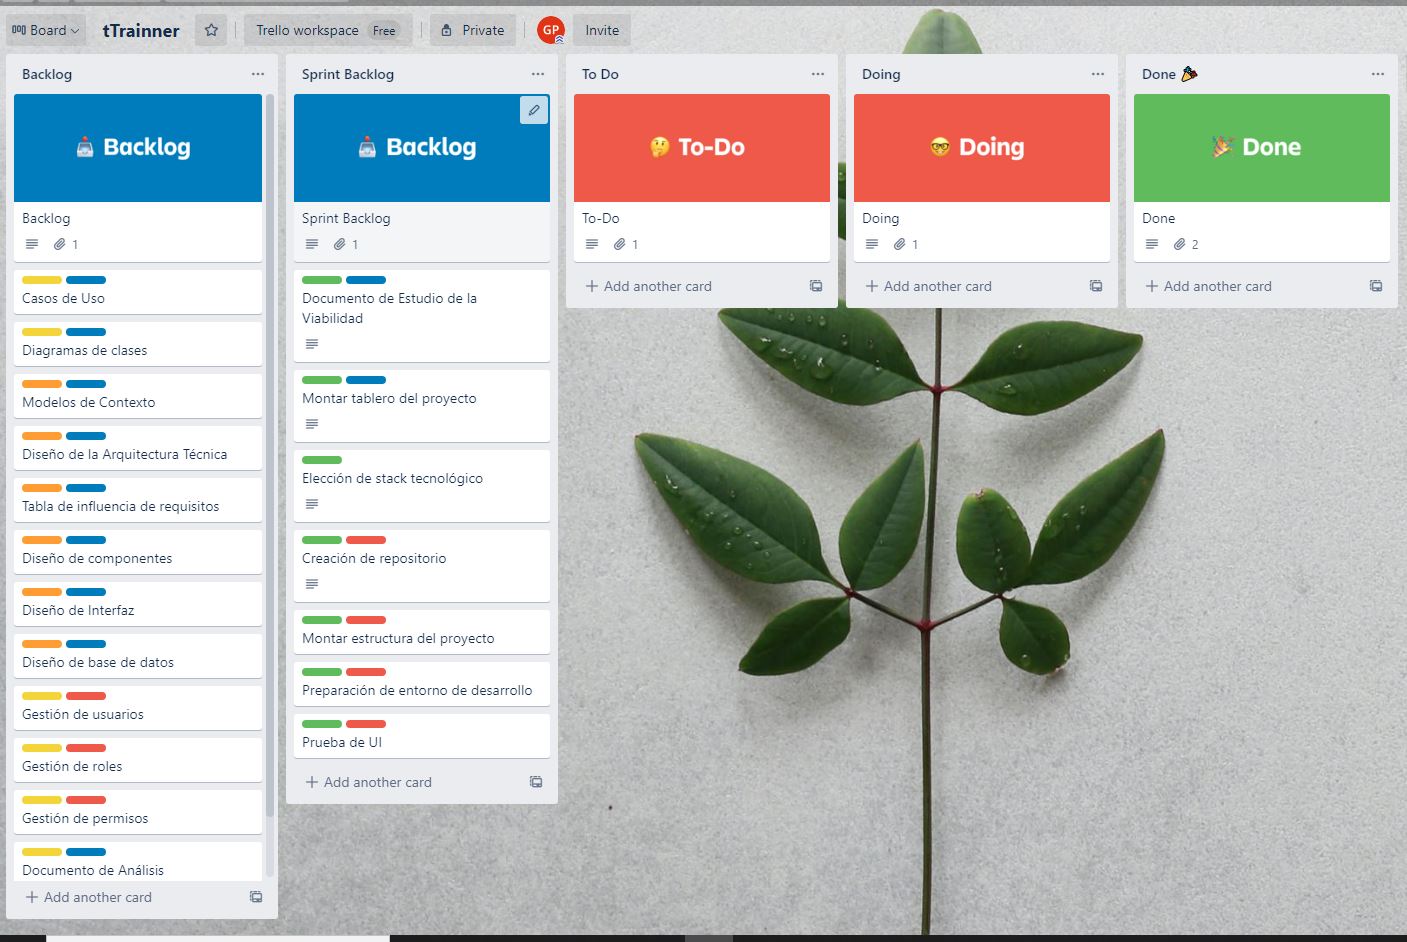 Board
tTrainner
Trello workspace Free
Private
GP
Invite
Backlog
Backlog
Backlog
1
Casos de Uso
Diagramas de clases
Modelos de Contexto
Diseño de la Arquitectura Técnica
Tabla de influencia de requisitos
Diseño de componentes
Diseño de Interfaz
Diseño de base de datos
Gestión de usuarios
Gestión de roles
Gestión de permisos
Documento de Análisis
+ Add another card
Sprint Backlog
Backlog
Sprint Backlog
1
Documento de Estudio de la
Viabilidad
Montar tablero del proyecto
Elección de stack tecnológico
Creación de repositorio
Montar estructura del proyecto
Preparación de entorno de desarrollo
Prueba de UI
+ Add another card
To Do
To-Do
To-Do
1
+ Add another card
Doing
Doing
Doing
1
+ Add another card
Done 🎉
Done
Done
2
+ Add another card